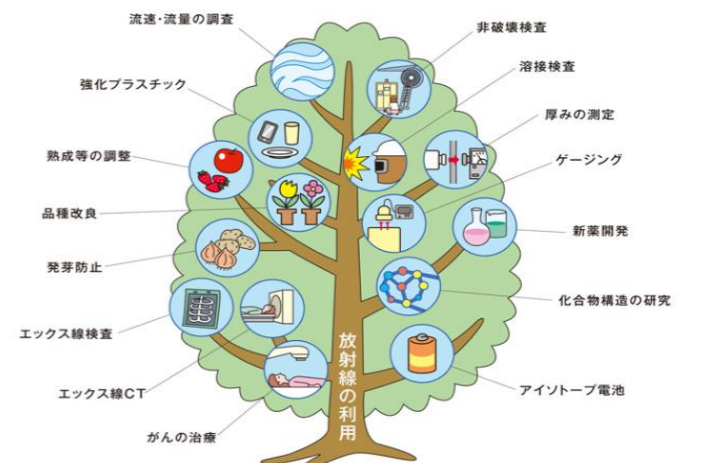 流速・流量の調査
強化プラスチック
熟成等の調整
品種改良
発芽防止
エックス線検査
エックス線CT
がんの治療
放射線の利用
非破壊検査
溶接検査
厚みの測定
ゲージング
新薬開発
化合物構造の研究
アイソトープ電池